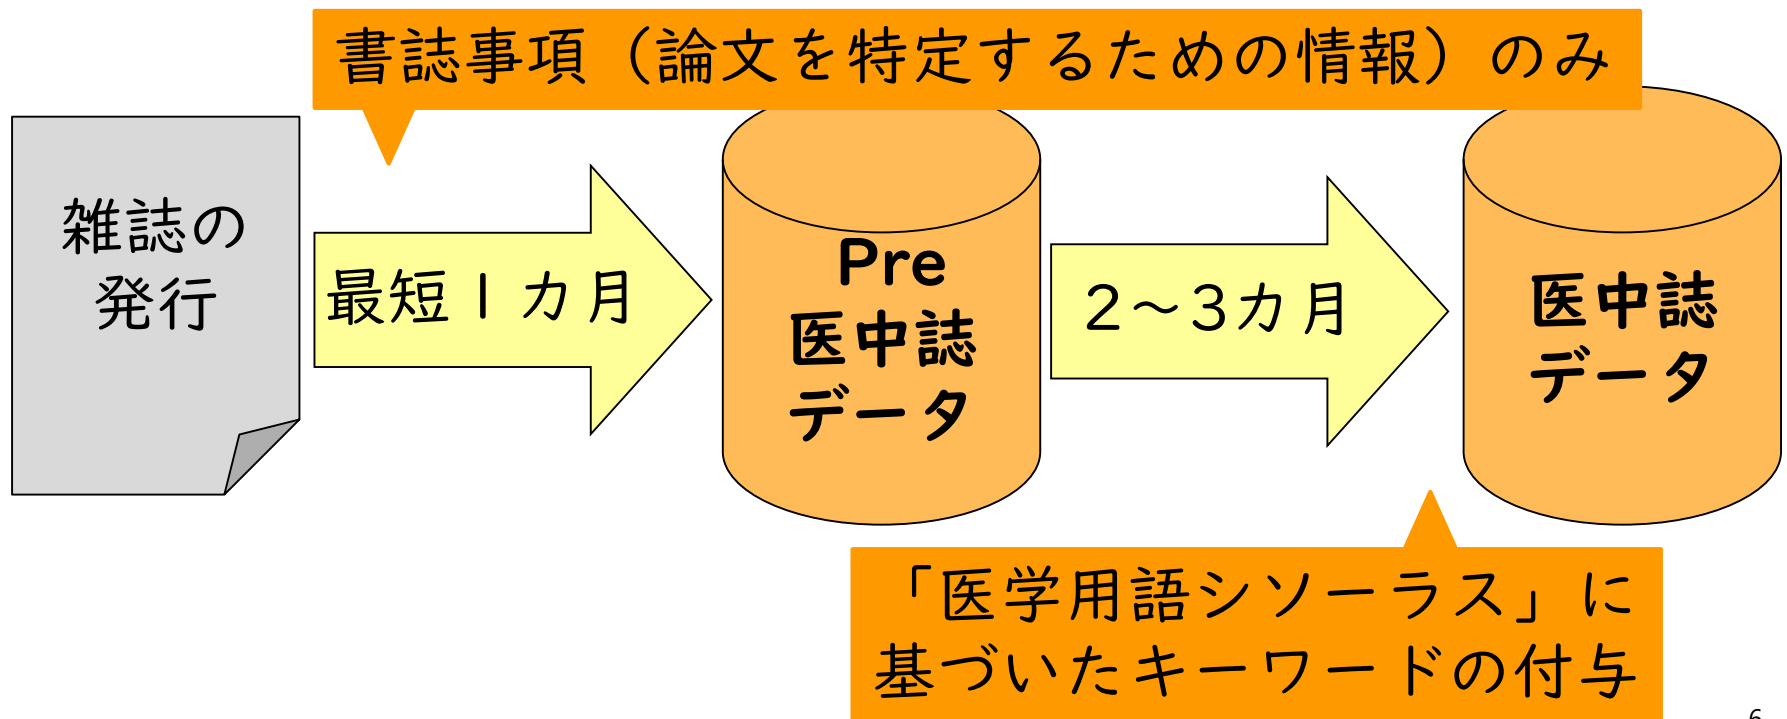 書誌事項（論文を特定するための情報）のみ
雑誌の
発行
最短１カ月
Pre
医中誌
データ
２～３カ月
医中誌
データ
「医学用語シソーラス」に
基づいたキーワードの付与
6